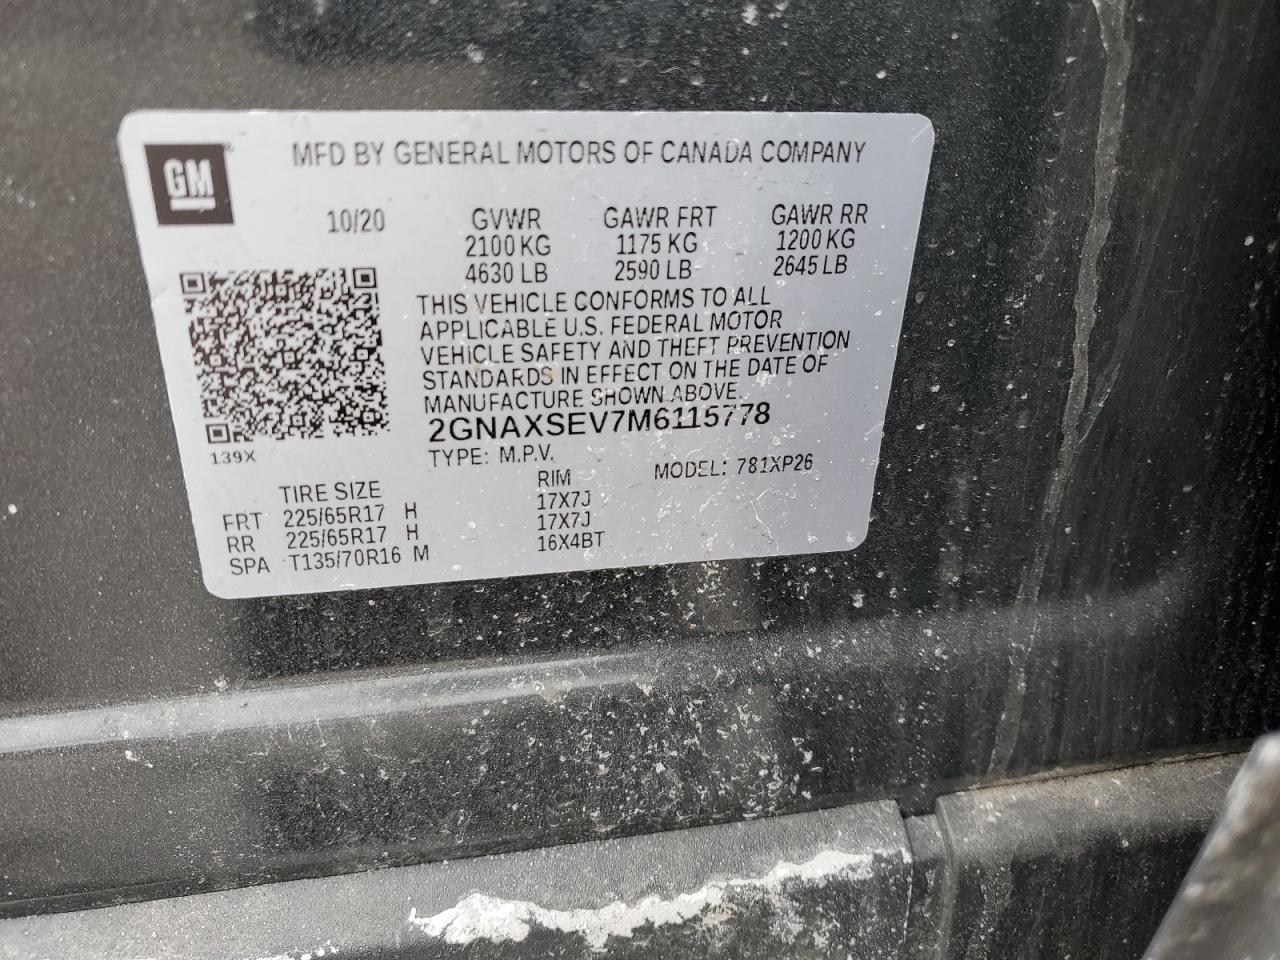 GM
MFD BY GENERAL MOTORS OF CANADA COMPANY
10/20 GVWR GAWR FRT GAWR RR
2100 KG 1175 KG 1200 KG
4630 LB 2590 LB 2645 LB
THIS VEHICLE CONFORMS TO ALL
APPLICABLE U.S. FEDERAL MOTOR
VEHICLE SAFETY AND THEFT PREVENTION
STANDARDS IN EFFECT ON THE DATE OF
MANUFACTURE SHOWN ABOVE.
2GNAXSEV7M6115778
139X
TYPE: M.P.V.
MODEL: 781XP26
TIRE SIZE RIM
FRT 225/65R17 H 17X7J
RR 225/65R17 H 17X7J
SPA T135/70R16 M 16X4BT